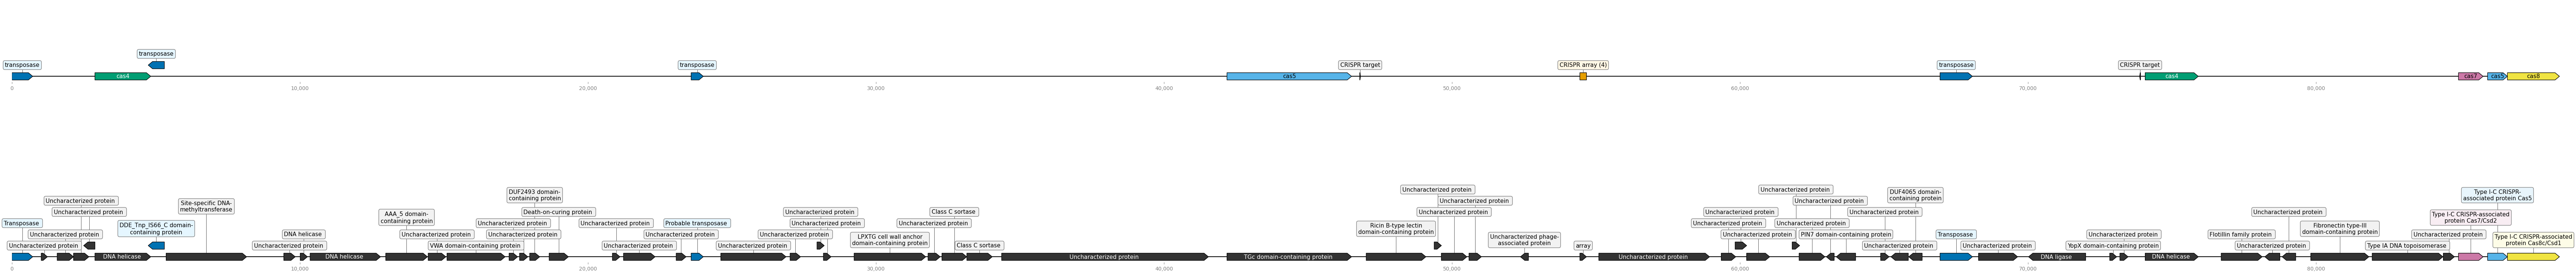 transposase
transposase
transposase
CRISPR target
CRISPR array (4)
transposase
CRISPR target
cas4
cas5
cas4
cas7
cas5
cas8
0
10,000
20,000
30,000
40,000
50,000
60,000
70,000
80,000
DUF2493 domain-
containing protein
Uncharacterized protein
Uncharacterized protein
Uncharacterized protein
DUF4065 domain-
containing protein
Type I-C CRISPR-
associated protein Cas5
Uncharacterized protein
Site-specific DNA-
methyltransferase
Uncharacterized protein
Uncharacterized protein
Death-on-curing protein
Uncharacterized protein
Class C sortase
Uncharacterized protein
Uncharacterized protein
Uncharacterized protein
Uncharacterized protein
AAA_5 domain-
containing protein
Type I-C CRISPR-associated
protein Cas7/Csd2
Transposase
DDE_Tnp_IS66_C domain-
containing protein
Uncharacterized protein
Uncharacterized protein
Probable transposase
Uncharacterized protein
Uncharacterized protein
Ricin B-type lectin
domain-containing protein
Uncharacterized protein
Fibronectin type-III
domain-containing protein
Uncharacterized protein
DNA helicase
Uncharacterized protein
Uncharacterized protein
Uncharacterized protein
Uncharacterized protein
LPXTG cell wall anchor
domain-containing protein
Uncharacterized phage-
associated protein
Uncharacterized protein
PIN7 domain-containing protein
Transposase
Uncharacterized protein
Flotillin family protein
Uncharacterized protein
Type I-C CRISPR-associated
protein Cas8c/Csd1
Uncharacterized protein
Uncharacterized protein
VWA domain-containing protein
Uncharacterized protein
Uncharacterized protein
Class C sortase
array
Uncharacterized protein
Uncharacterized protein
YopX domain-containing protein
Uncharacterized protein
Type IA DNA topoisomerase
DNA helicase
DNA helicase
Uncharacterized protein
TGc domain-containing protein
Uncharacterized protein
DNA ligase
DNA helicase
0
10,000
20,000
30,000
40,000
50,000
60,000
70,000
80,000